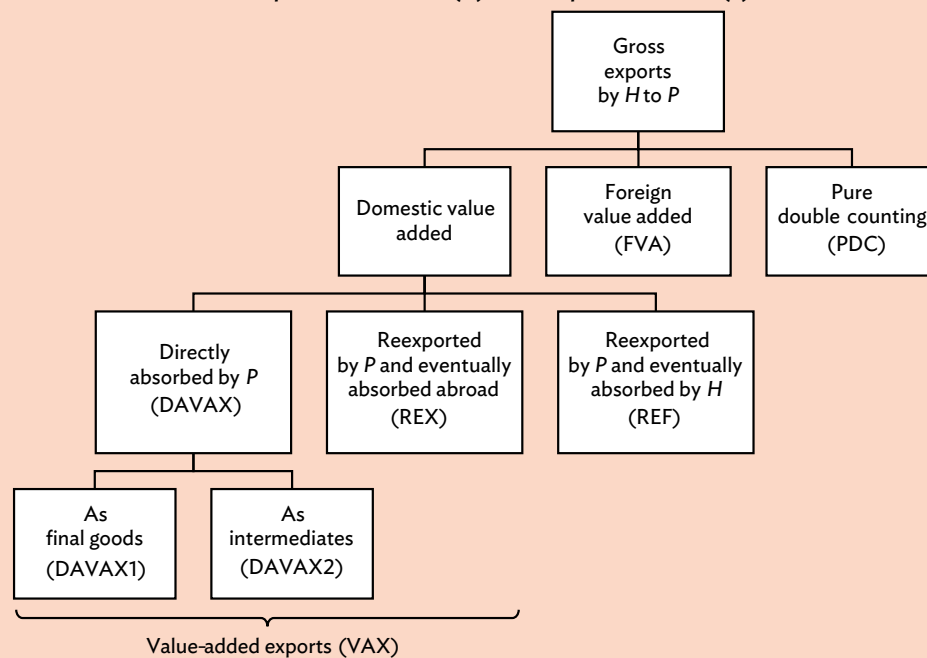 Gross
exports
by H to P
Domestic value
added
Foreign
value added
(FVA)
Pure
double counting
(PDC)
Directly
absorbed by P
(DAVAX)
Reexported
by P and eventually
absorbed abroad
(REX)
Reexported
by P and eventually
absorbed by H
(REF)
As
final goods
(DAVAX1)
As
intermediates
(DAVAX2)
Value-added exports (VAX)